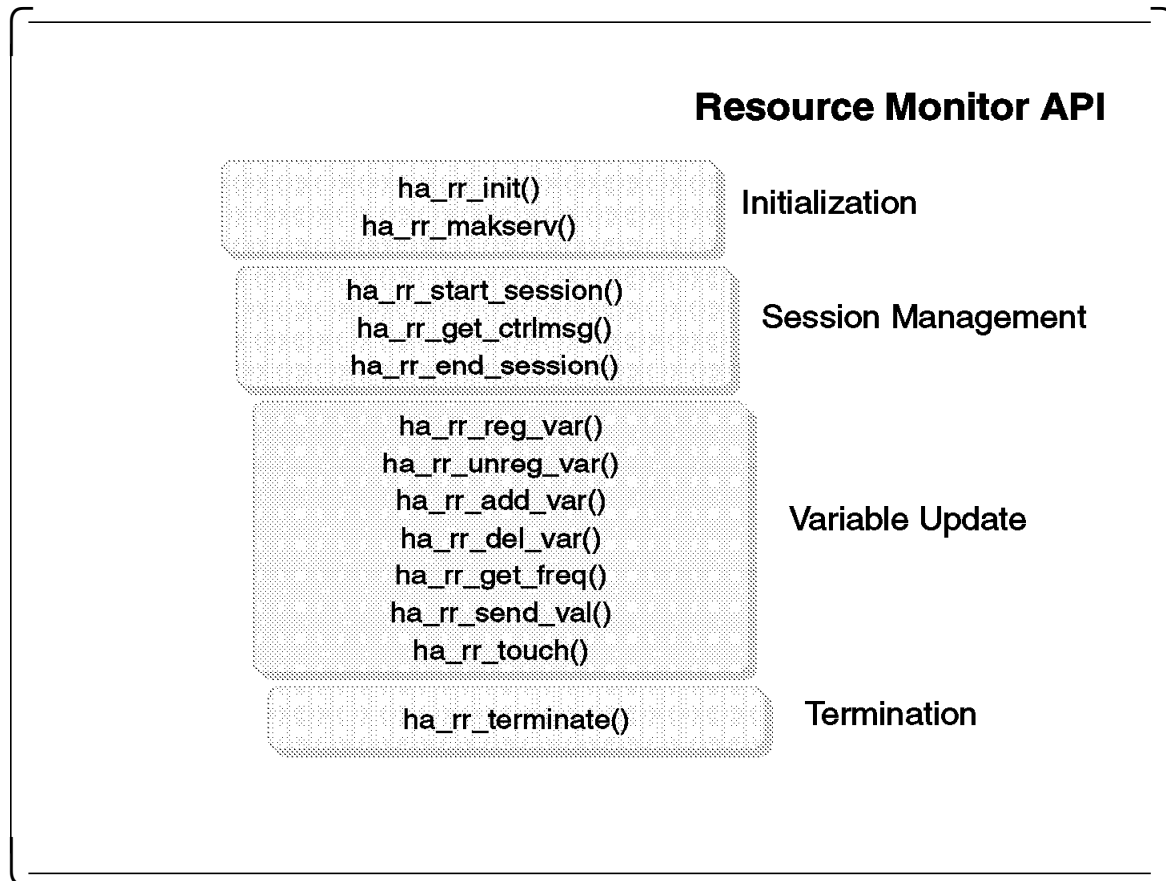 Resource Monitor API
ha_rr_init()
ha_rr_makserv()
Initialization
ha_rr_start_session()
ha_rr_get_ctrlmsg()
ha_rr_end_session()
Session Management
ha_rr_reg_var()
ha_rr_unreg_var()
ha_rr_add_var()
ha_rr_del_var()
ha_rr_get_freq()
ha_rr_send_val()
ha_rr_touch()
Variable Update
ha_rr_terminate()
Termination